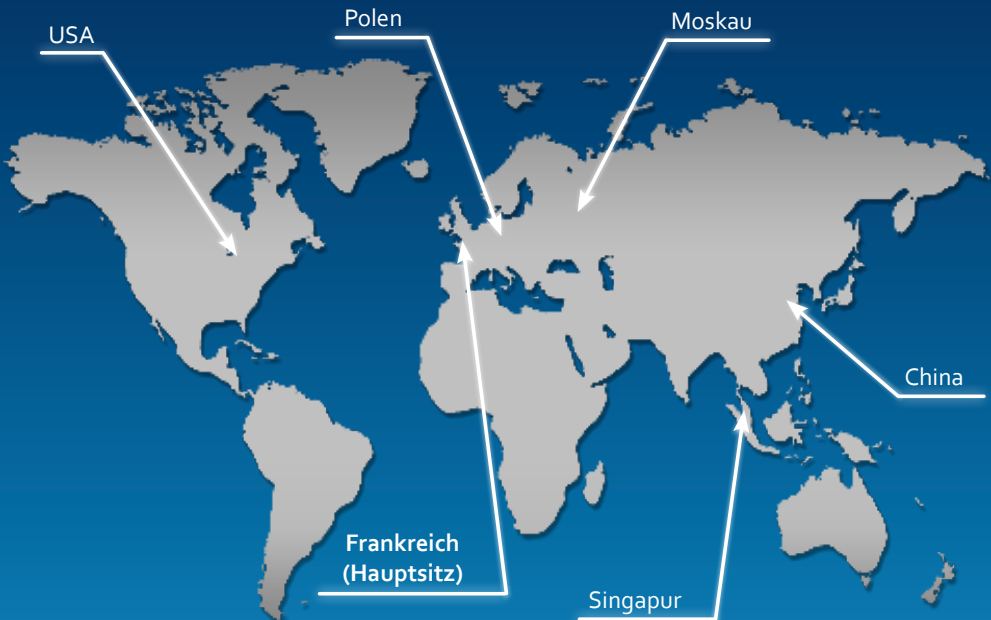 Polen
Moskau
USA
China
Frankreich
(Hauptsitz)
Singapur